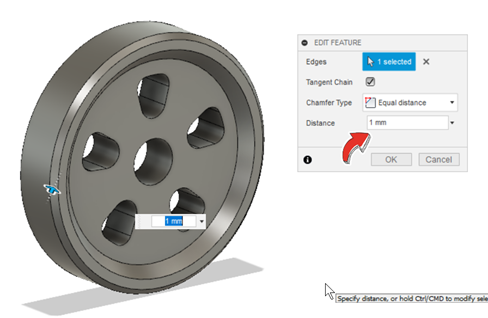 EDIT FEATURE
Edges 1 selected
Tangent Chain
Chamfer Type Equal distance
Distance 1 mm
OK Cancel
1 mm
Specify distance, or hold Ctrl/CMD to modify sele